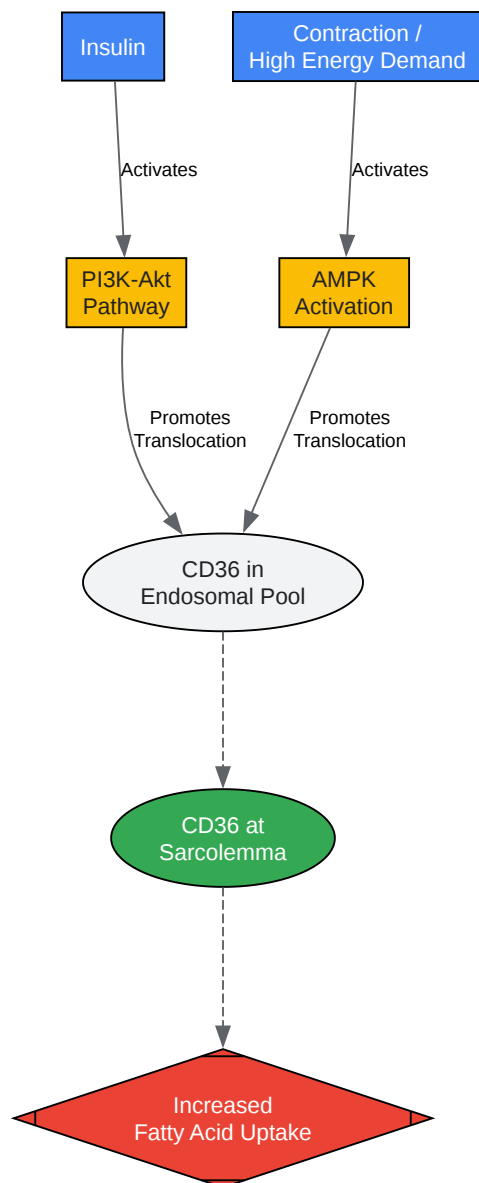 Insulin
Contraction /
High Energy Demand
Activates
Activates
PI3K-Akt
Pathway
AMPK
Activation
Promotes
Translocation
Promotes
Translocation
CD36 in
Endosomal Pool
CD36 at
Sarcolemma
Increased
Fatty Acid Uptake